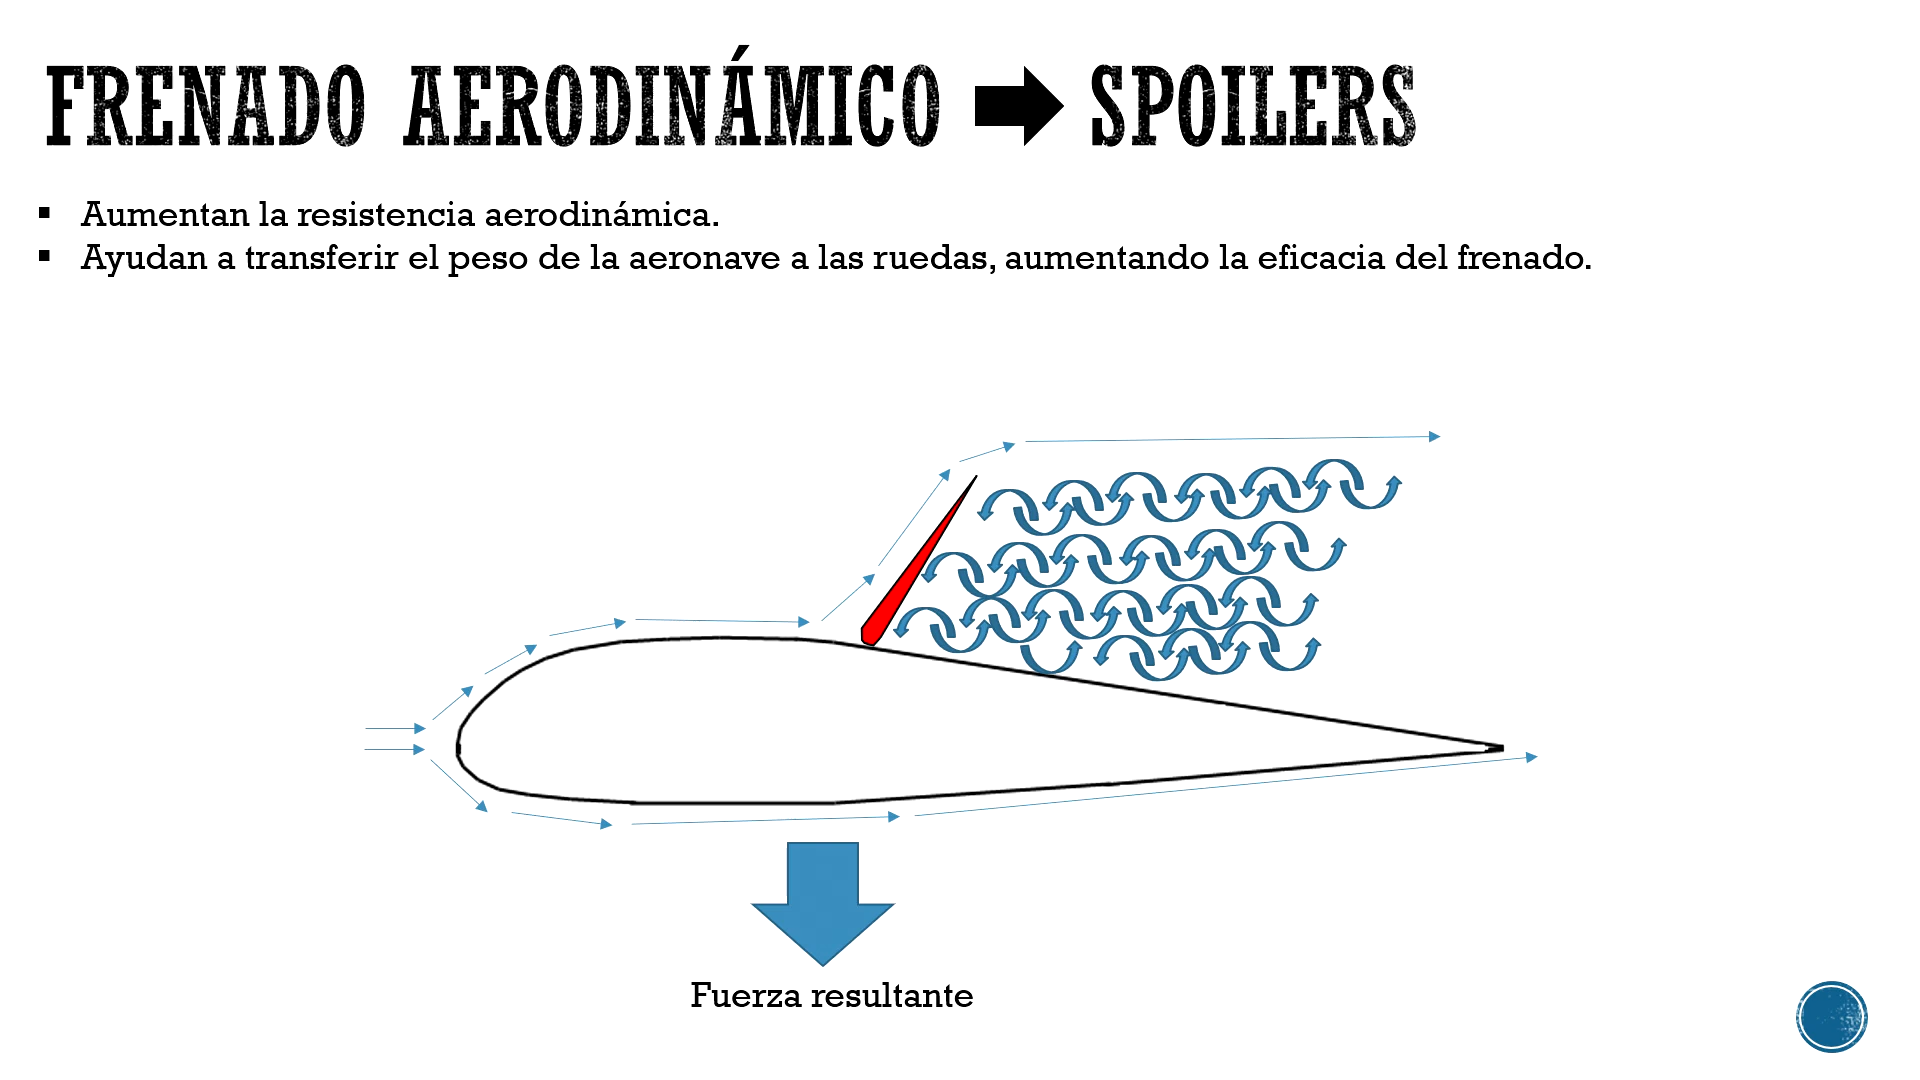 FRENADO AERODINÁMICO ➡ SPOILERS
▪ Aumentan la resistencia aerodinámica.
▪ Ayudan a transferir el peso de la aeronave a las ruedas, aumentando la eficacia del frenado.
Fuerza resultante